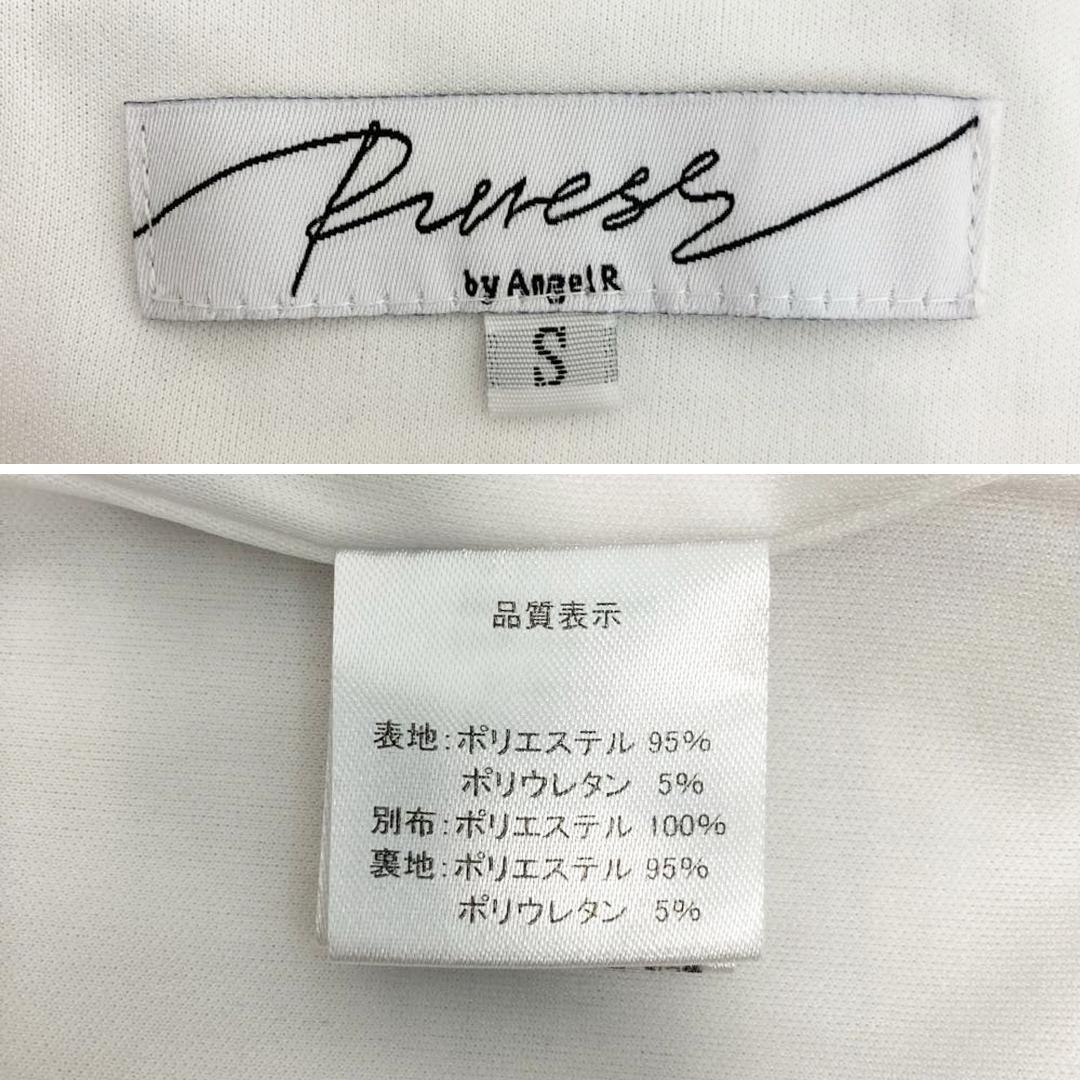 by AngelR
S
品質表示
表地:ポリエステル 95%
ポリウレタン 5%
別布:ポリエステル 100%
裏地:ポリエステル 95%
ポリウレタン 5%